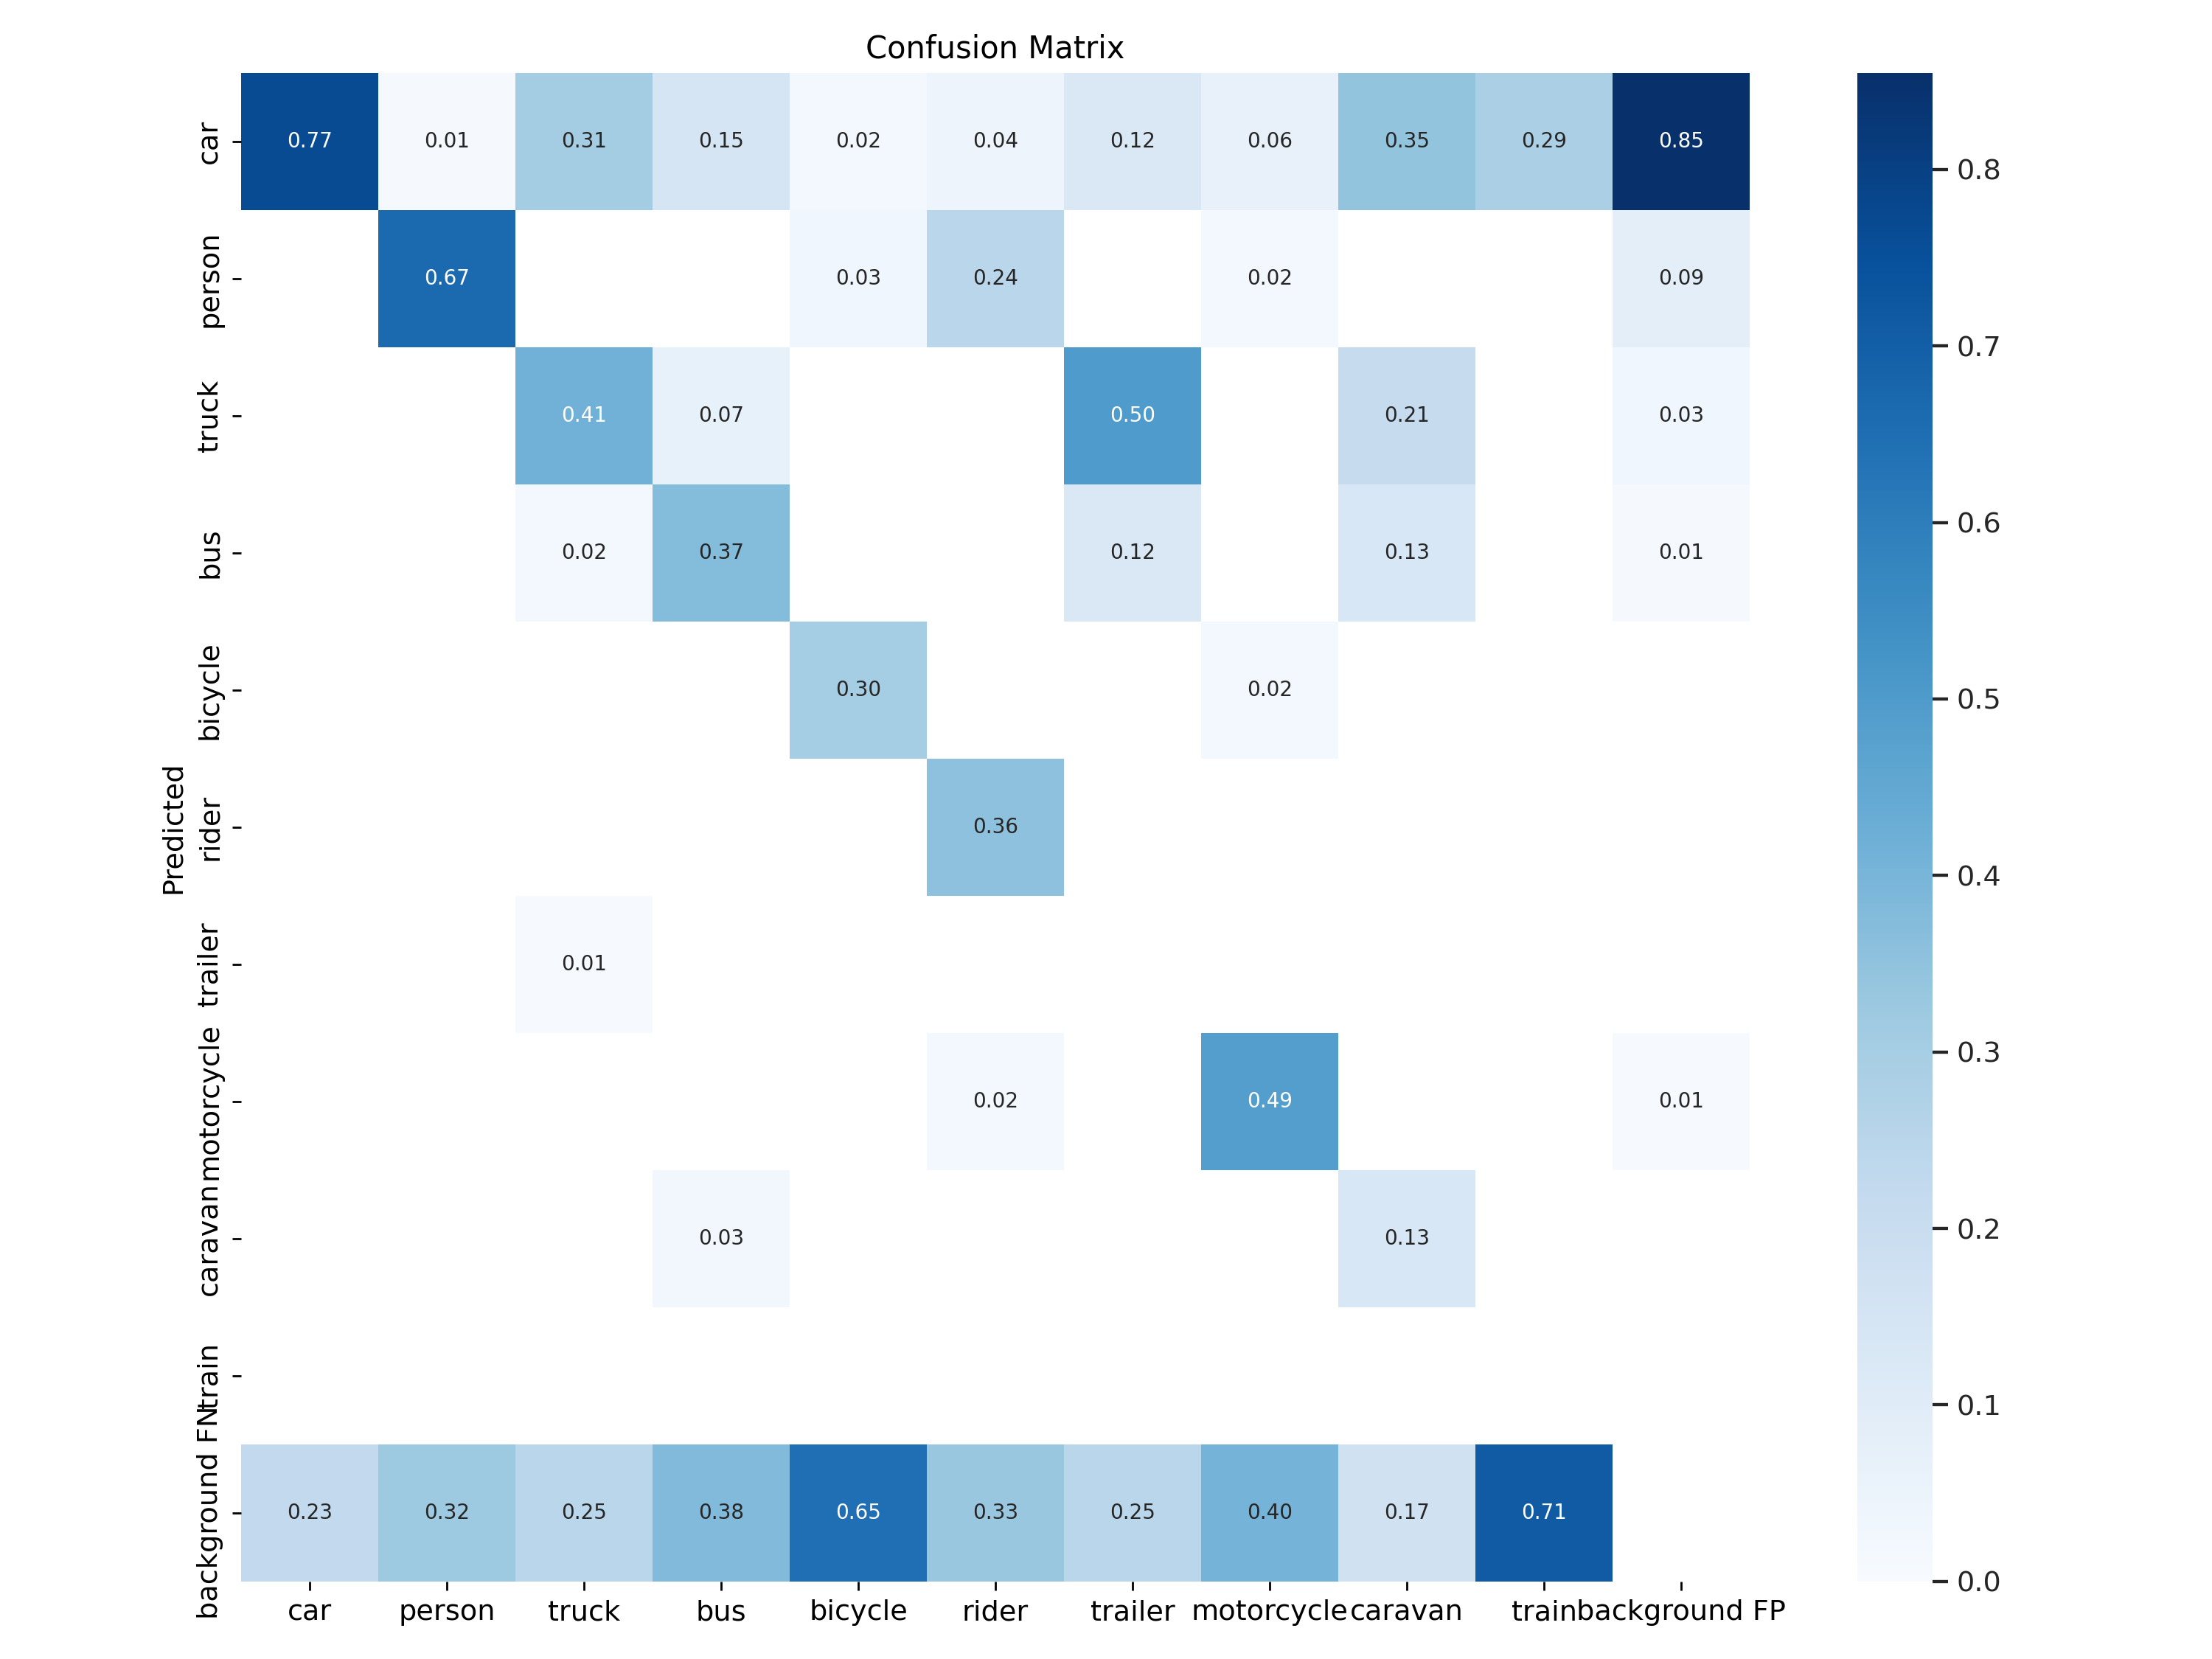 Confusion Matrix
Predicted
car 0.77 0.01 0.31 0.15 0.02 0.04 0.12 0.06 0.35 0.29 0.85
person 0.67 0.03 0.24 0.02 0.09
truck 0.41 0.07 0.50 0.21 0.03
bus 0.02 0.37 0.12 0.13 0.01
bicycle 0.30 0.02
rider 0.36
trailer 0.01
motorcycle 0.02 0.49 0.01
caravan 0.03 0.13
train
background FN 0.23 0.32 0.25 0.38 0.65 0.33 0.25 0.40 0.17 0.71
car person truck bus bicycle rider trailer motorcycle caravan train background FP
0.8
0.7
0.6
0.5
0.4
0.3
0.2
0.1
0.0